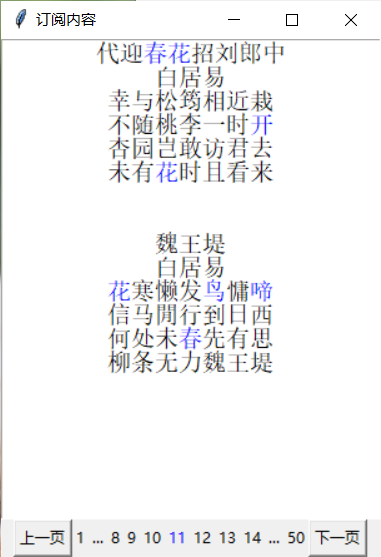 订阅内容
代迎春花招刘郎中
白居易
幸与松筠相近栽
不随桃李一时开
杏园岂敢访君去
未有花时且看来
魏王堤
白居易
花寒懒发鸟慵啼
信马閒行到日西
何处未春先有思
柳条无力魏王堤
上一页 1 ... 8 9 10 11 12 13 14 ... 50 下一页